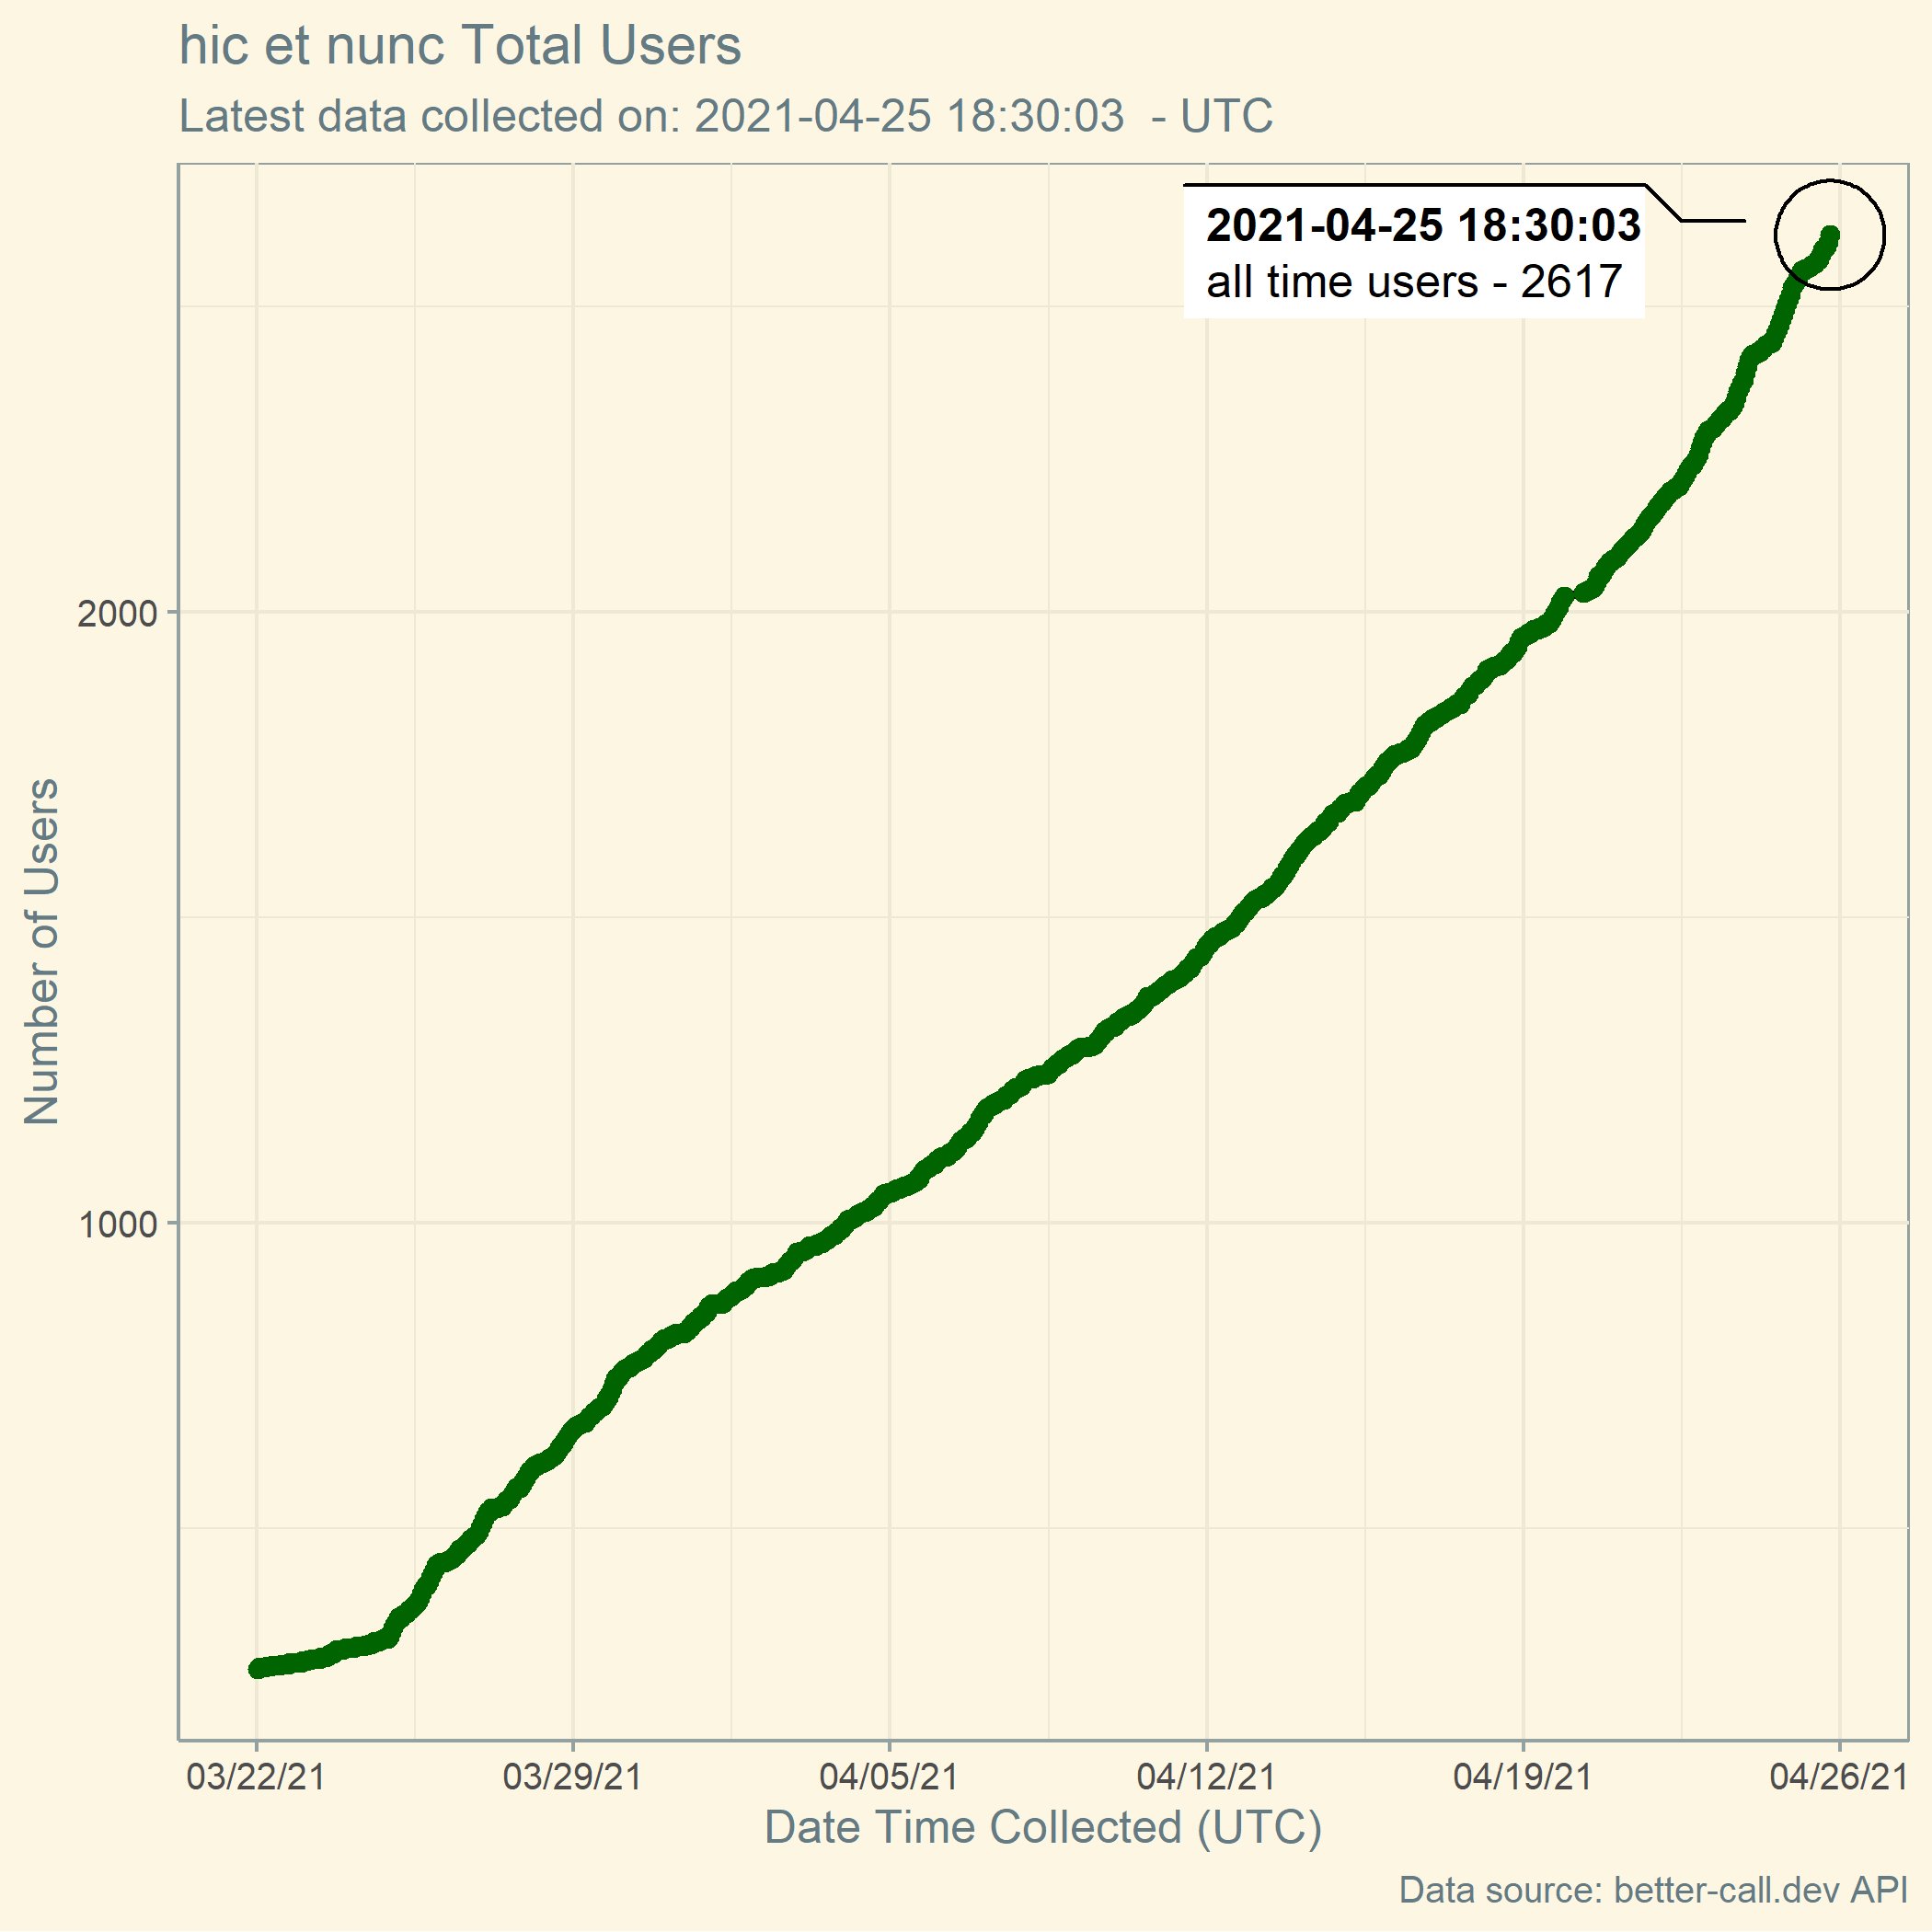 hic et nunc Total Users
Latest data collected on: 2021-04-25 18:30:03  - UTC
2021-04-25 18:30:03
all time users - 2617
Number of Users
2000
1000
03/22/21 03/29/21 04/05/21 04/12/21 04/19/21 04/26/21
Date Time Collected (UTC)
Data source: better-call.dev API